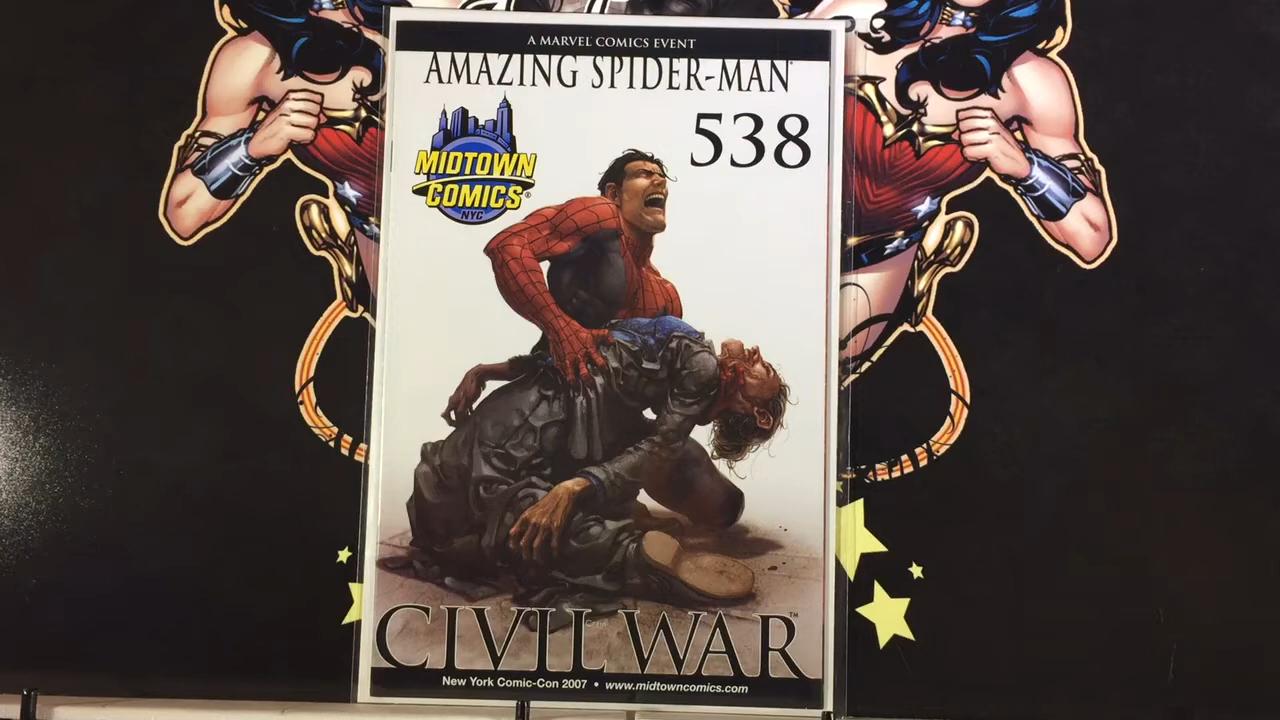 A MARVEL COMICS EVENT
AMAZING SPIDER-MAN
538
MIDTOWN
COMICS®
NYC
CIVIL WAR™
New York Comic-Con 2007 • www.midtowncomics.com